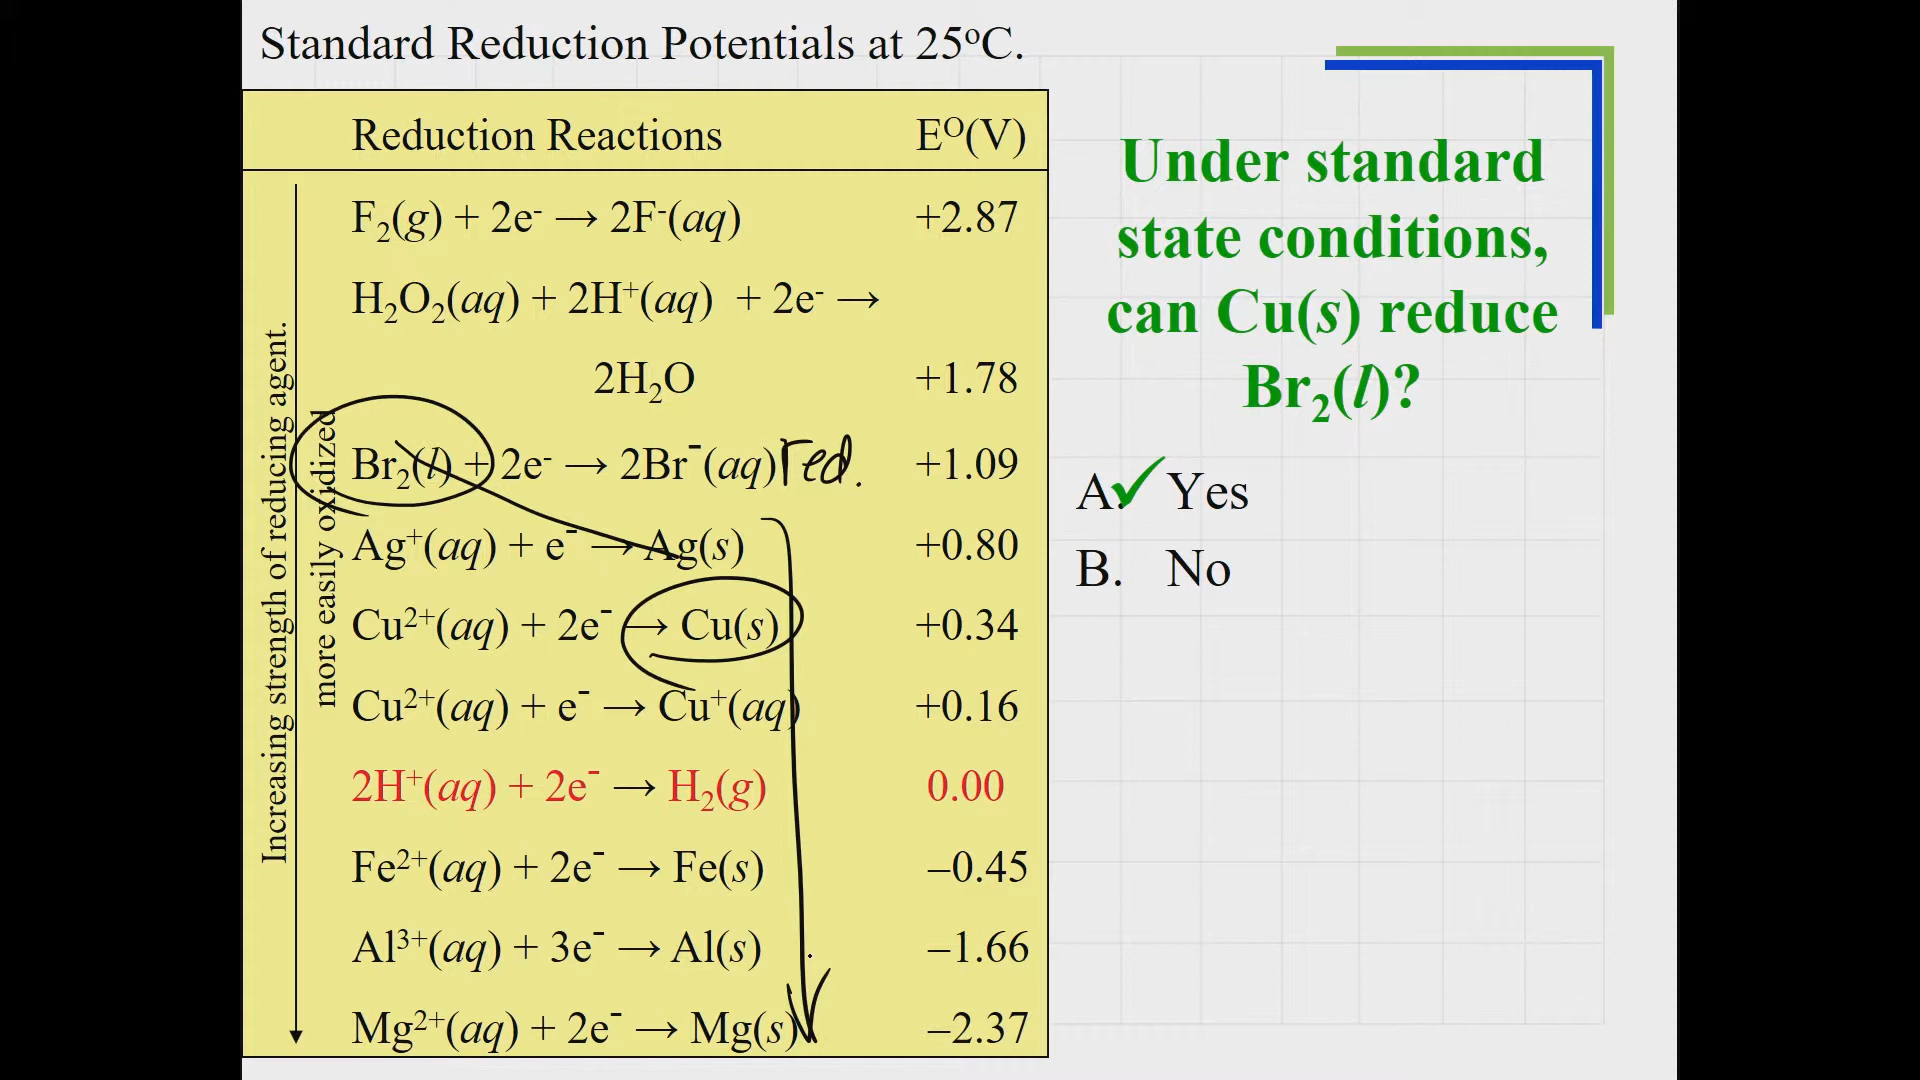 Standard Reduction Potentials at 25ºC.
Reduction Reactions Eᴼ(V)
F₂(g) + 2e⁻ → 2F⁻(aq) +2.87
H₂O₂(aq) + 2H⁺(aq) + 2e⁻ →
2H₂O +1.78
Br₂(l) + 2e⁻ → 2Br⁻(aq) red. +1.09
Ag⁺(aq) + e⁻ → Ag(s) +0.80
Cu²⁺(aq) + 2e⁻ → Cu(s) +0.34
Cu²⁺(aq) + e⁻ → Cu⁺(aq) +0.16
2H⁺(aq) + 2e⁻ → H₂(g) 0.00
Fe²⁺(aq) + 2e⁻ → Fe(s) –0.45
Al³⁺(aq) + 3e⁻ → Al(s) –1.66
Mg²⁺(aq) + 2e⁻ → Mg(s) –2.37
Increasing strength of reducing agent.
more easily oxidized
Under standard
state conditions,
can Cu(s) reduce
Br₂(l)?
A. Yes
B. No